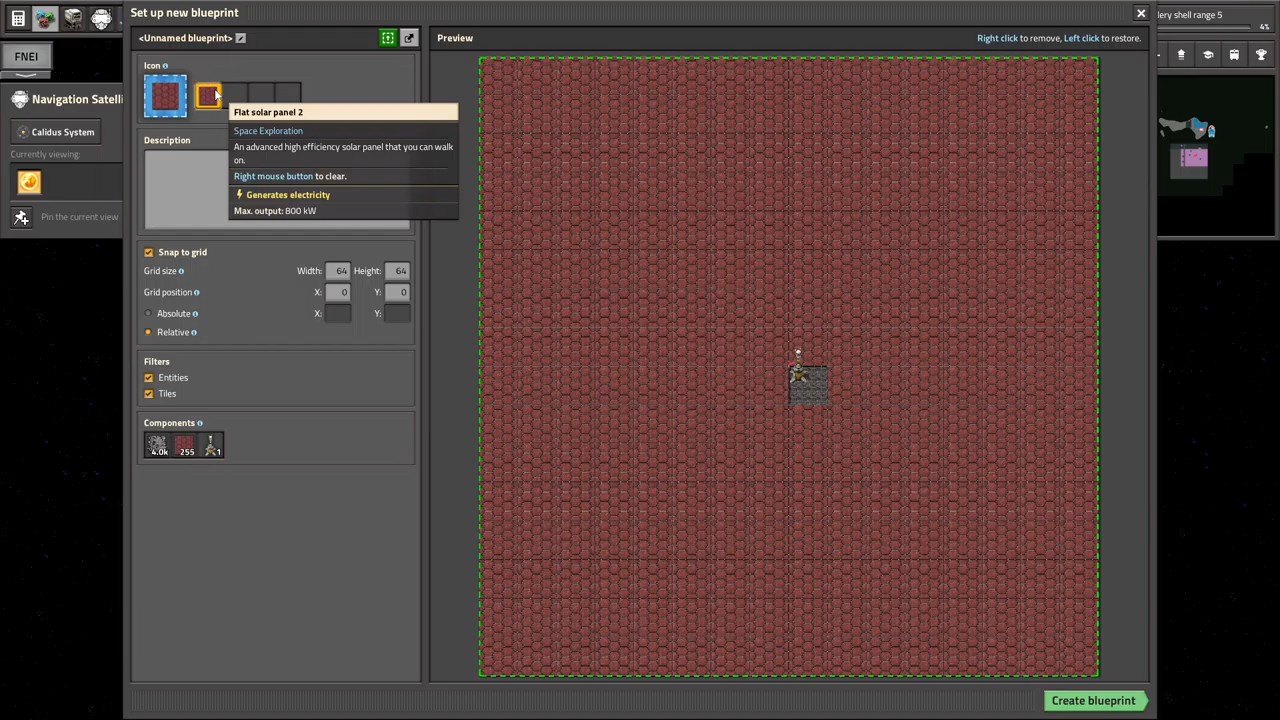 Set up new blueprint
<Unnamed blueprint>
Preview
Right click to remove, Left click to restore.
lery shell range 5
4%
FNEI
Icon
Navigation Satelli
Calidus System
Currently viewing:
Pin the current view
Flat solar panel 2
Space Exploration
An advanced high efficiency solar panel that you can walk
on.
Right mouse button to clear.
Generates electricity
Max. output: 800 kW
Description
Snap to grid
Grid size Width: 64 Height: 64
Grid position X: 0 Y: 0
Absolute X: Y:
Relative
Filters
Entities
Tiles
Components
4.0k 255 1
Create blueprint